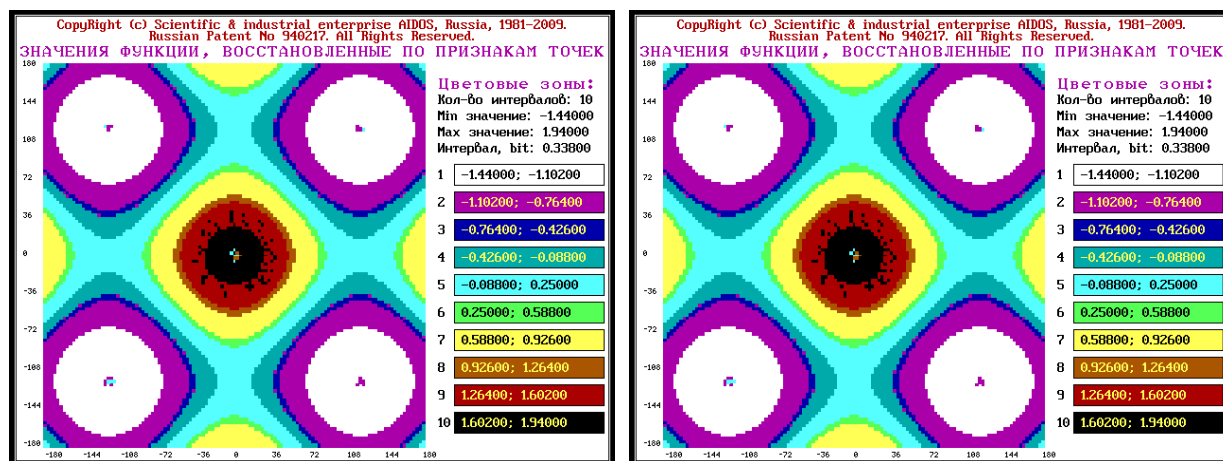 CopyRight (c) Scientific & industrial enterprise AIDOS, Russia, 1981-2009.
Russian Patent No 940217. All Rights Reserved.
ЗНАЧЕНИЯ ФУНКЦИИ, ВОССТАНОВЛЕННЫЕ ПО ПРИЗНАКАМ ТОЧЕК
180
144
108
72
36
0
-36
-72
-108
-144
-180
-180 -144 -108 -72 -36 0 36 72 108 144 180
Цветовые зоны:
Кол-во интервалов: 10
Min значение: -1.44000
Max значение: 1.94000
Интервал, bit: 0.33800
1 -1.44000; -1.10200
2 -1.10200; -0.76400
3 -0.76400; -0.42600
4 -0.42600; -0.08800
5 -0.08800; 0.25000
6 0.25000; 0.58800
7 0.58800; 0.92600
8 0.92600; 1.26400
9 1.26400; 1.60200
10 1.60200; 1.94000
CopyRight (c) Scientific & industrial enterprise AIDOS, Russia, 1981-2009.
Russian Patent No 940217. All Rights Reserved.
ЗНАЧЕНИЯ ФУНКЦИИ, ВОССТАНОВЛЕННЫЕ ПО ПРИЗНАКАМ ТОЧЕК
180
144
108
72
36
0
-36
-72
-108
-144
-180
-180 -144 -108 -72 -36 0 36 72 108 144 180
Цветовые зоны:
Кол-во интервалов: 10
Min значение: -1.44000
Max значение: 1.94000
Интервал, bit: 0.33800
1 -1.44000; -1.10200
2 -1.10200; -0.76400
3 -0.76400; -0.42600
4 -0.42600; -0.08800
5 -0.08800; 0.25000
6 0.25000; 0.58800
7 0.58800; 0.92600
8 0.92600; 1.26400
9 1.26400; 1.60200
10 1.60200; 1.94000